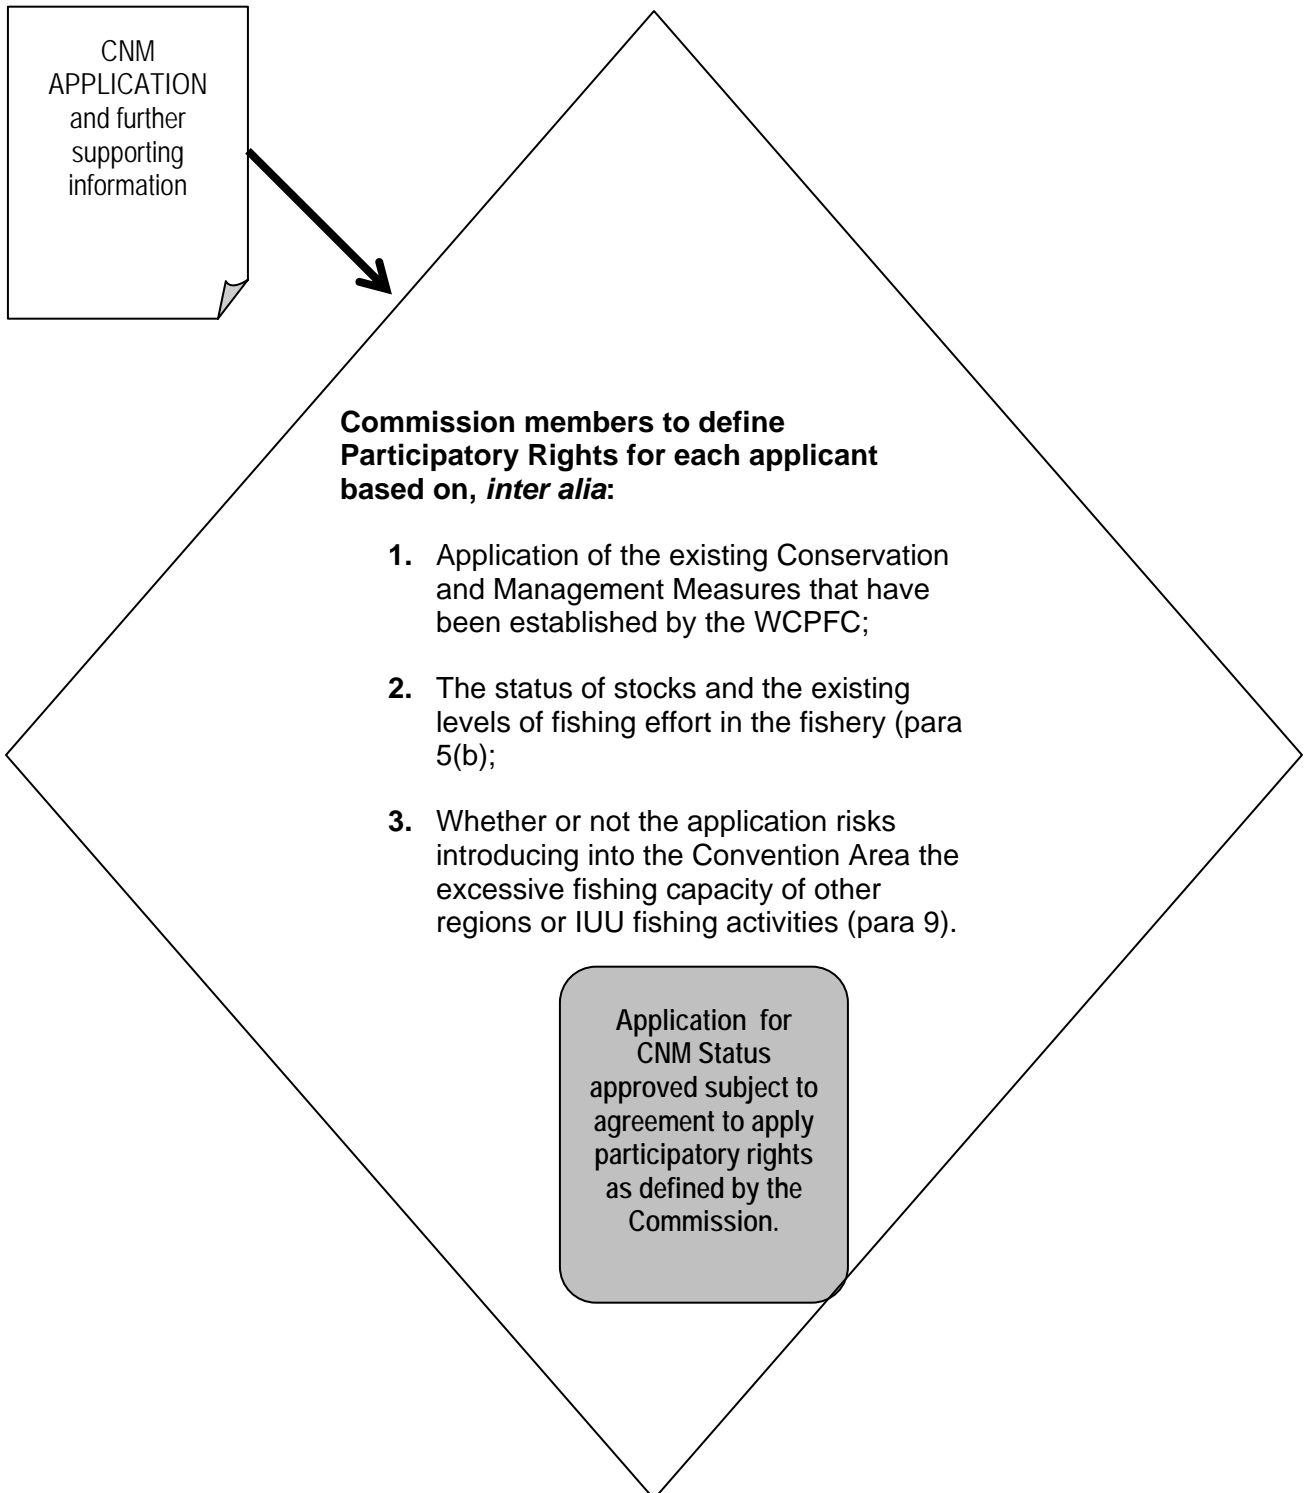 CNM
APPLICATION
and further
supporting
information
Commission members to define
Participatory Rights for each applicant
based on, inter alia:
1. Application of the existing Conservation
and Management Measures that have
been established by the WCPFC;
2. The status of stocks and the existing
levels of fishing effort in the fishery (para
5(b);
3. Whether or not the application risks
introducing into the Convention Area the
excessive fishing capacity of other
regions or IUU fishing activities (para 9).
Application for
CNM Status
approved subject to
agreement to apply
participatory rights
as defined by the
Commission.